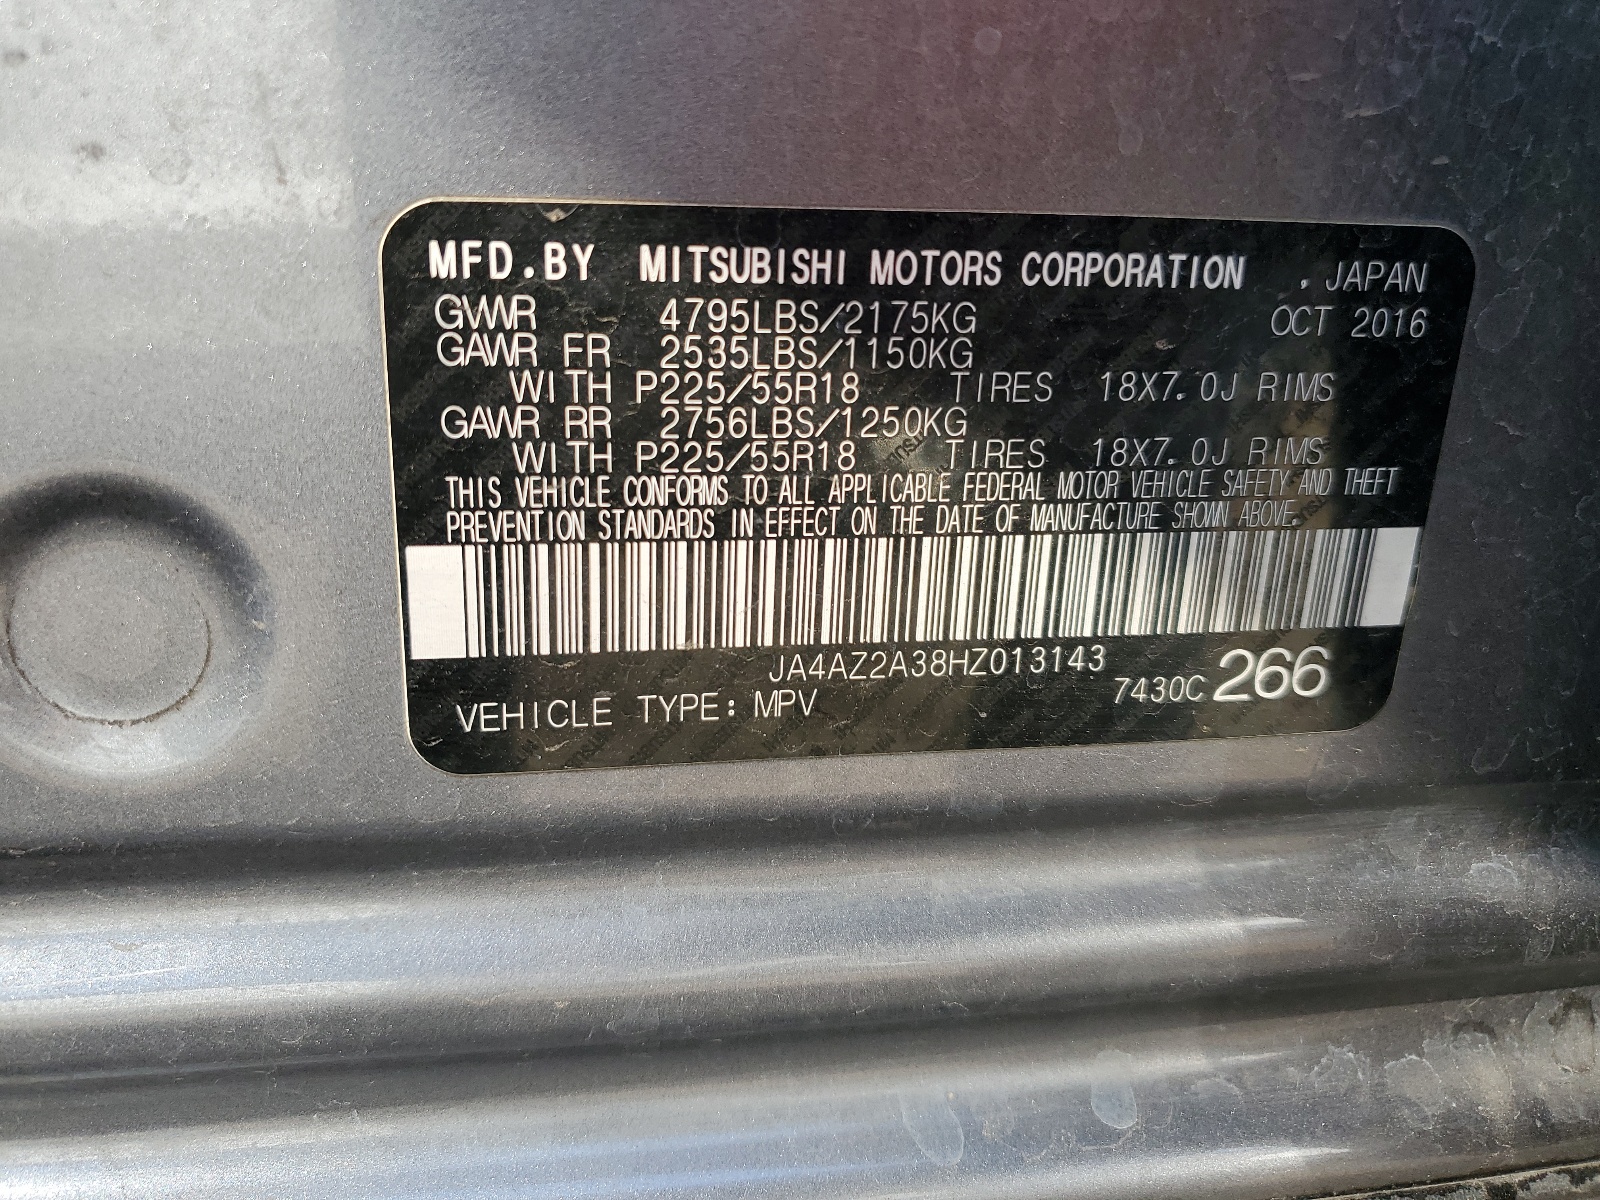 MFD.BY MITSUBISHI MOTORS CORPORATION . JAPAN
GVWR 4795LBS/2175KG OCT 2016
GAWR FR 2535LBS/1150KG
WITH P225/55R18 TIRES 18X7.0J RIMS
GAWR RR 2756LBS/1250KG
WITH P225/55R18 TIRES 18X7.0J RIMS
THIS VEHICLE CONFORMS TO ALL APPLICABLE FEDERAL MOTOR VEHICLE SAFETY AND THEFT
PREVENTION STANDARDS IN EFFECT ON THE DATE OF MANUFACTURE SHOWN ABOVE.
JA4AZ2A38HZ013143
VEHICLE TYPE: MPV 7430C 266